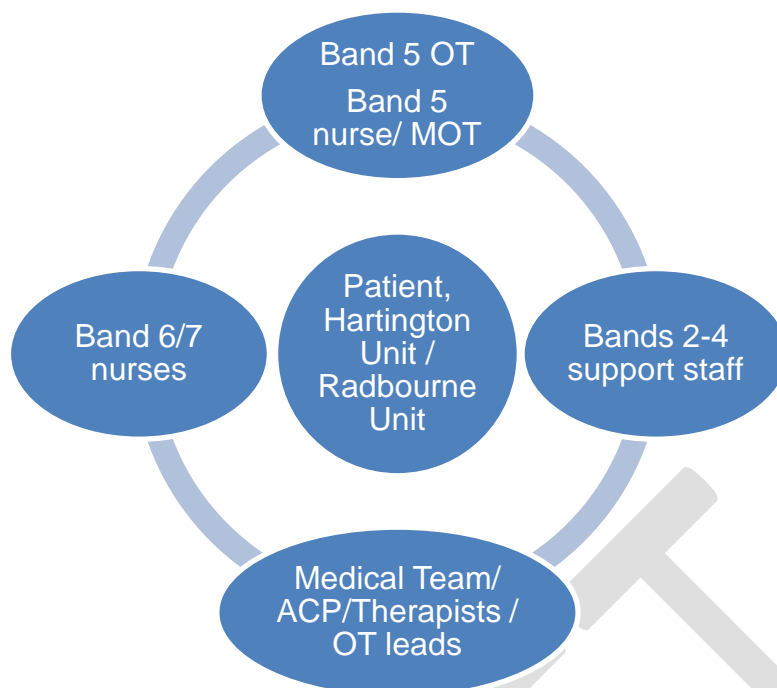 Band 5 OT
Band 5
nurse/ MOT
Band 6/7
nurses
Patient,
Hartington
Unit /
Radbourne
Unit
Bands 2-4
support staff
Medical Team/
ACP/Therapists /
OT leads